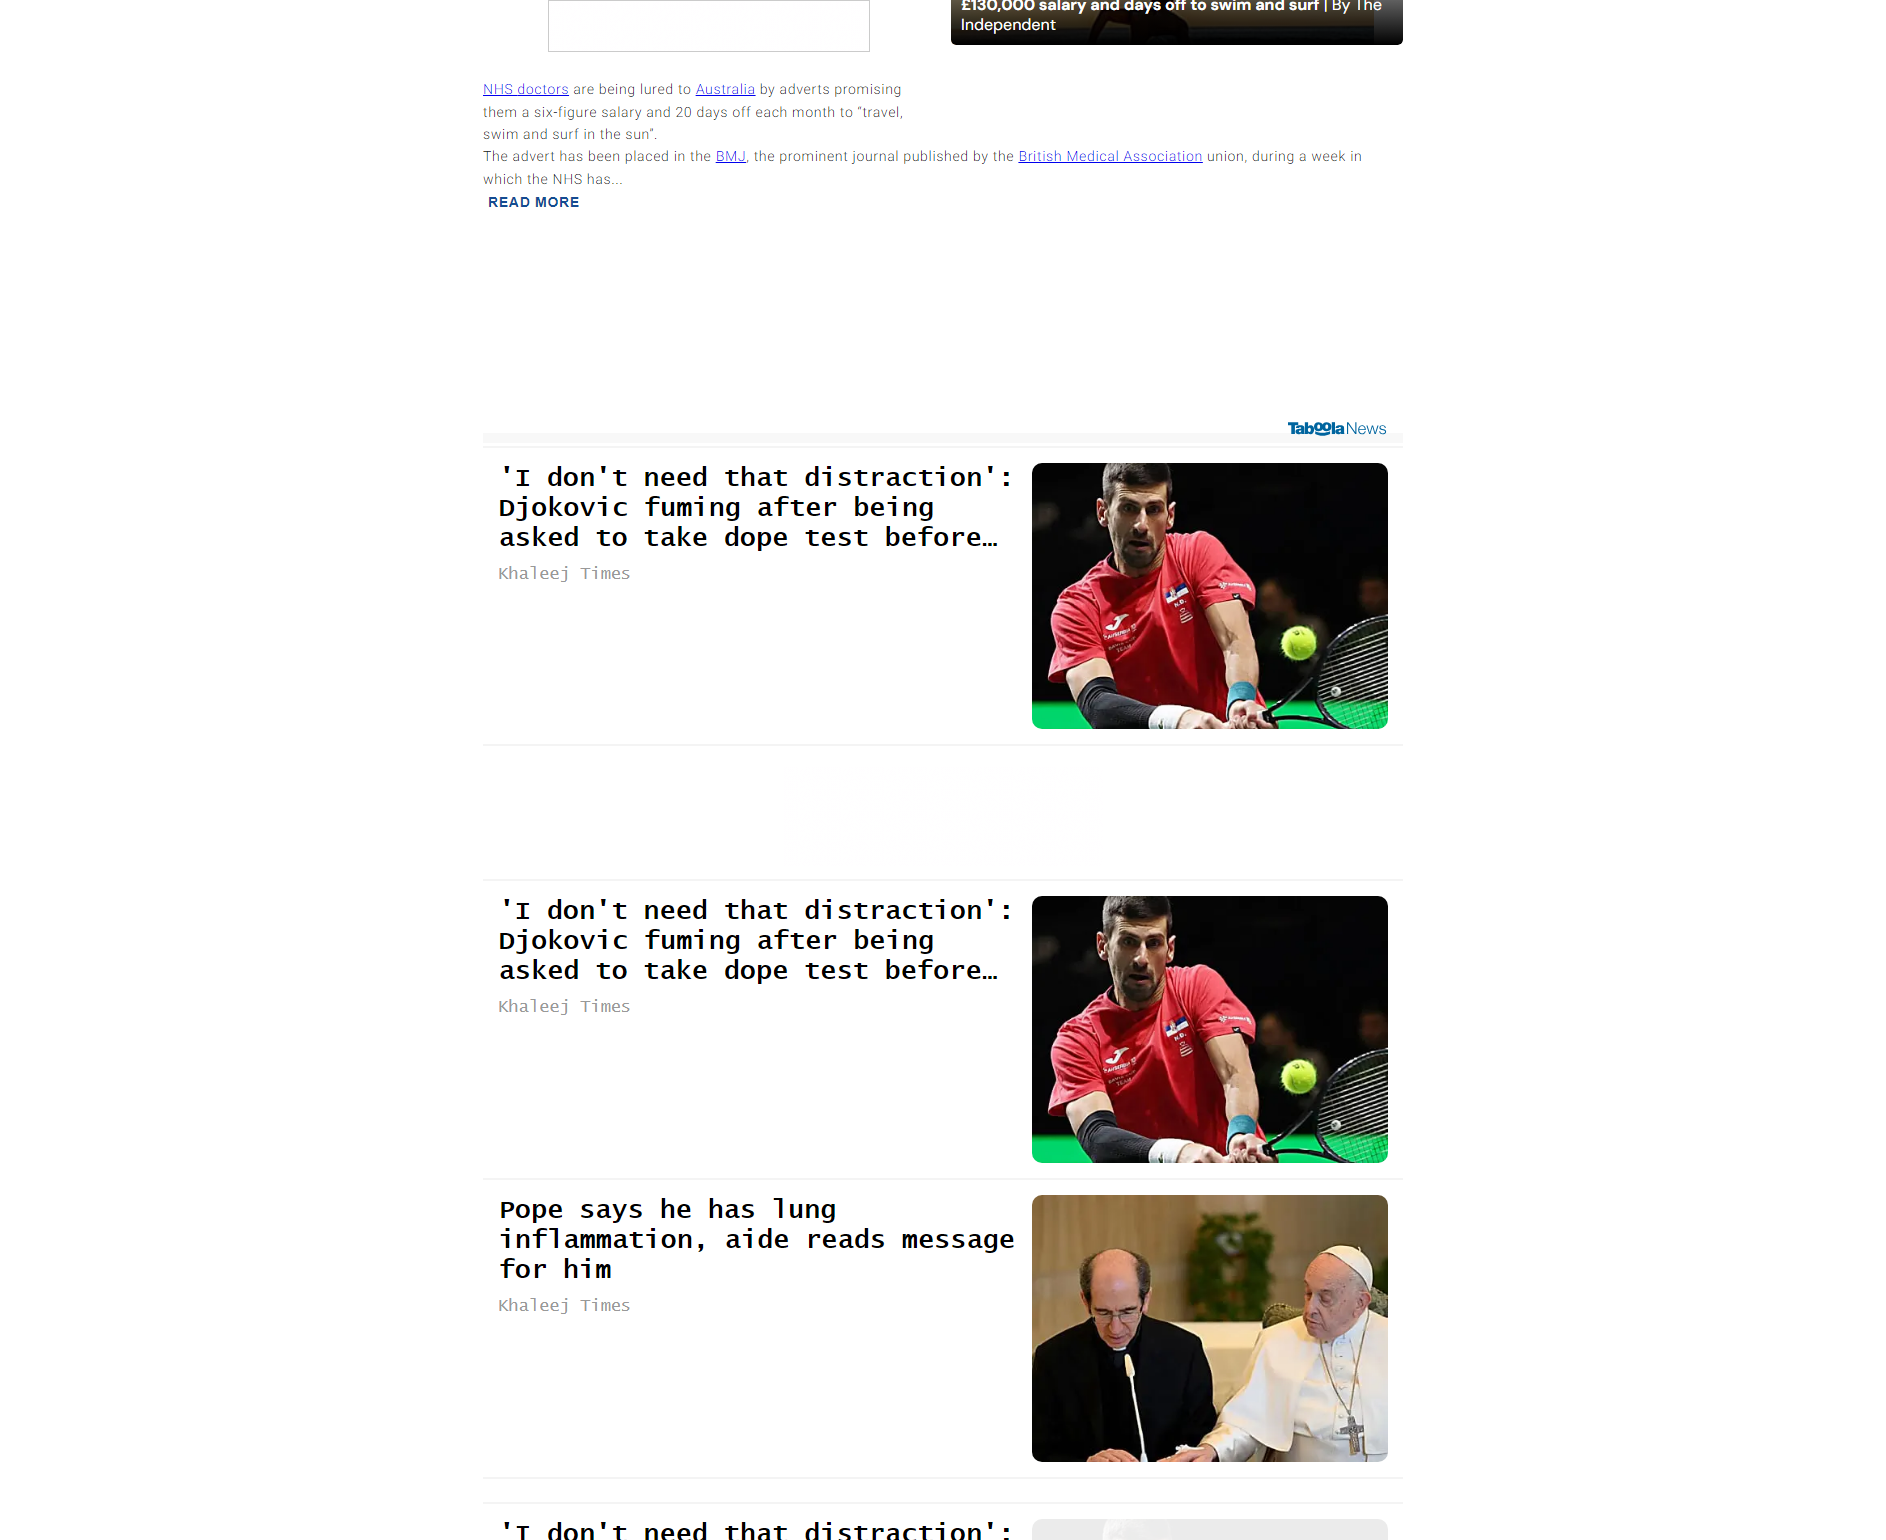 £130,000 salary and days off to swim and surf | By The
Independent
NHS doctors are being lured to Australia by adverts promising
them a six-figure salary and 20 days off each month to “travel,
swim and surf in the sun”.
The advert has been placed in the BMJ, the prominent journal published by the British Medical Association union, during a week in
which the NHS has...
READ MORE
Taboola News
'I don't need that distraction':
Djokovic fuming after being
asked to take dope test before…
Khaleej Times
'I don't need that distraction':
Djokovic fuming after being
asked to take dope test before…
Khaleej Times
Pope says he has lung
inflammation, aide reads message
for him
Khaleej Times
'I don't need that distraction':